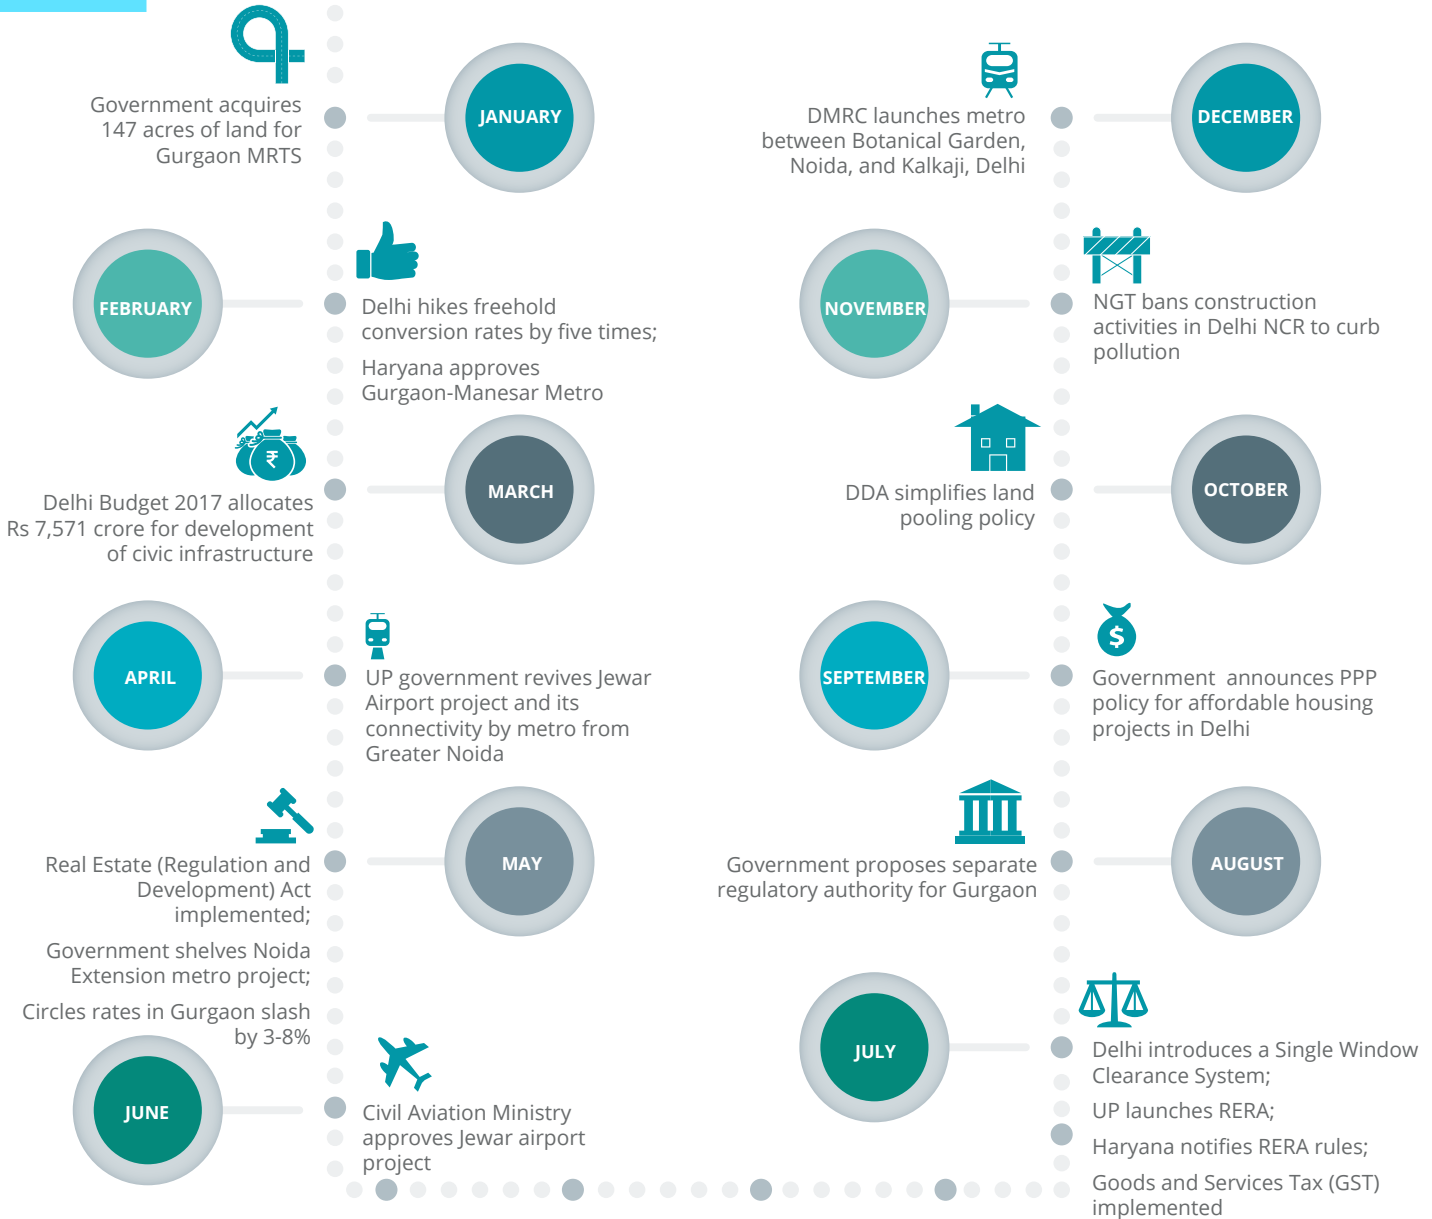 Government acquires
147 acres of land for
Gurgaon MRTS
JANUARY
FEBRUARY
Delhi hikes freehold
conversion rates by five times;
Haryana approves
Gurgaon-Manesar Metro
₹
Delhi Budget 2017 allocates
Rs 7,571 crore for development
of civic infrastructure
MARCH
APRIL
UP government revives Jewar
Airport project and its
connectivity by metro from
Greater Noida
Real Estate (Regulation and
Development) Act
implemented;
Government shelves Noida
Extension metro project;
Circles rates in Gurgaon slash
by 3-8%
MAY
JUNE
Civil Aviation Ministry
approves Jewar airport
project
JULY
Delhi introduces a Single Window
Clearance System;
UP launches RERA;
Haryana notifies RERA rules;
Goods and Services Tax (GST)
implemented
Government proposes separate
regulatory authority for Gurgaon
AUGUST
SEPTEMBER
$
Government announces PPP
policy for affordable housing
projects in Delhi
DDA simplifies land
pooling policy
OCTOBER
NOVEMBER
NGT bans construction
activities in Delhi NCR to curb
pollution
DMRC launches metro
between Botanical Garden,
Noida, and Kalkaji, Delhi
DECEMBER